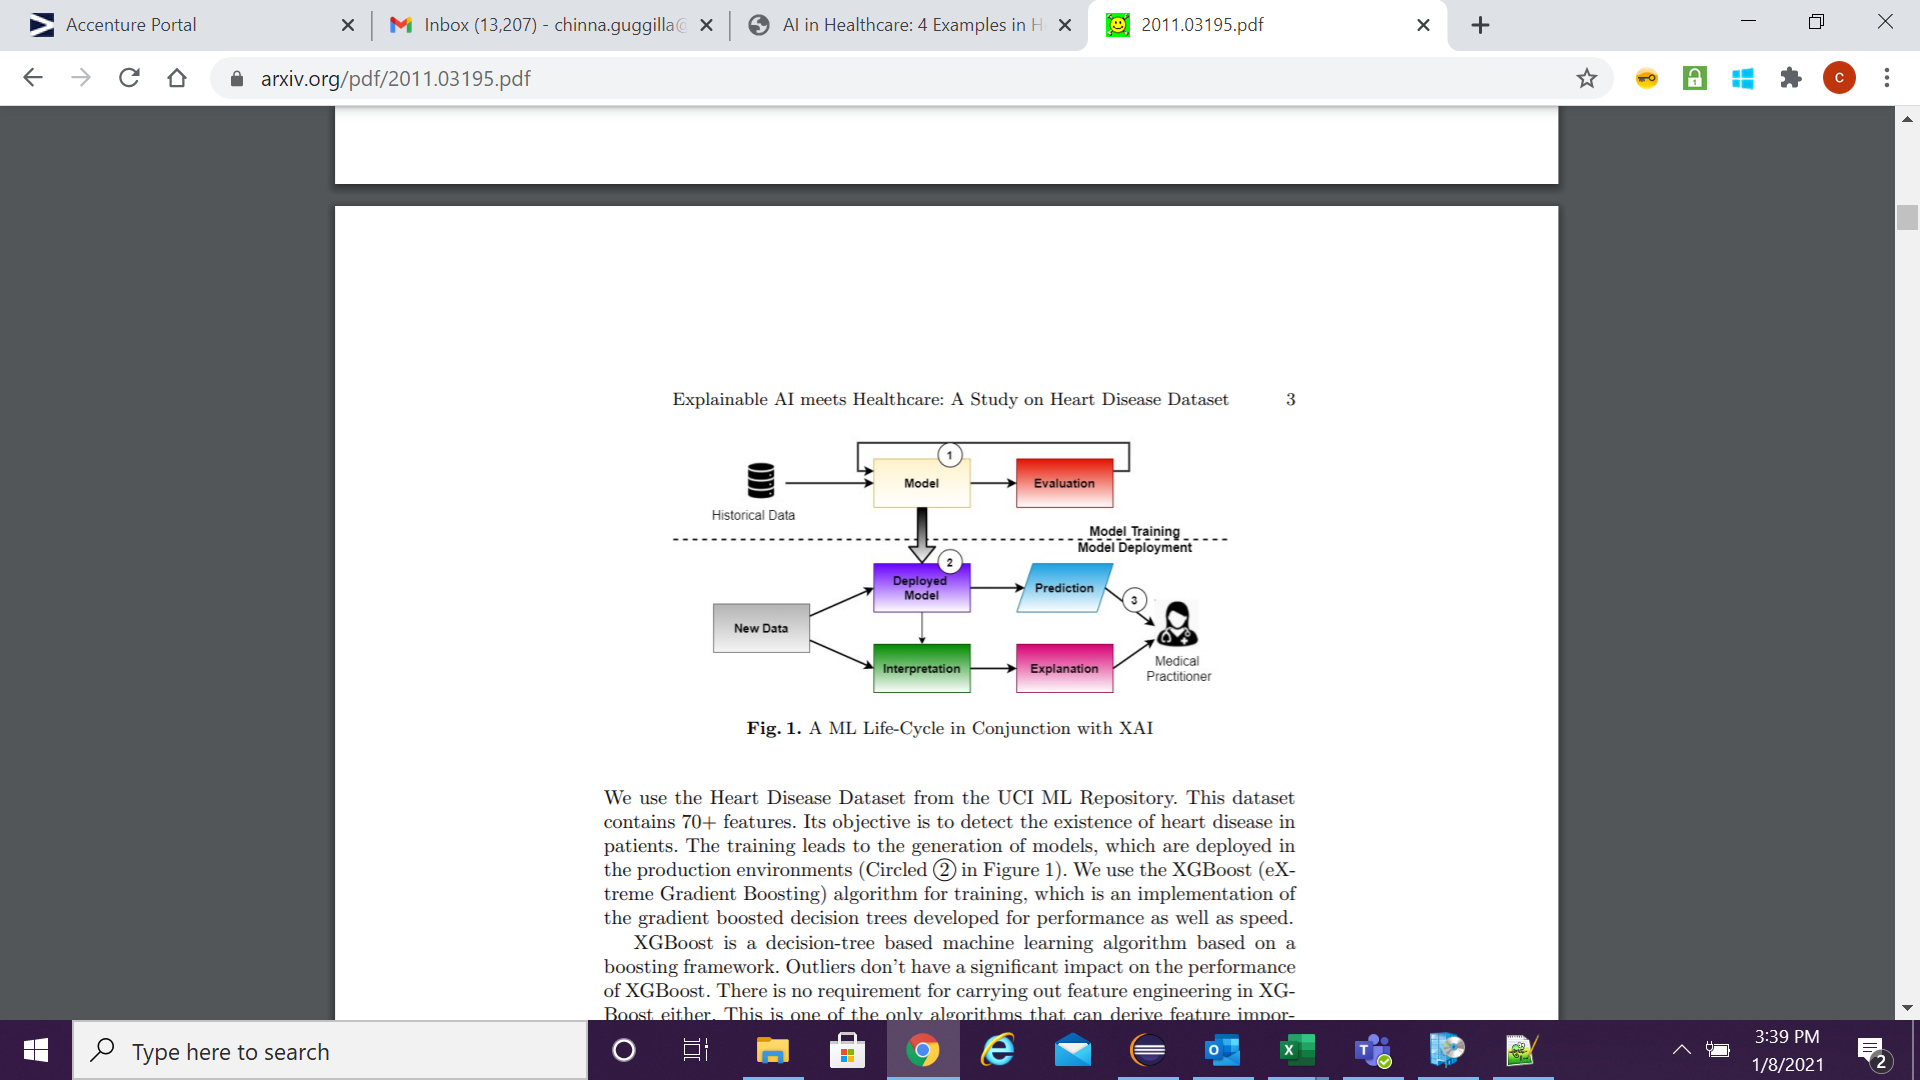 Accenture Portal
Inbox (13,207) - chinna.guggilla@
AI in Healthcare: 4 Examples in H
2011.03195.pdf
arxiv.org/pdf/2011.03195.pdf
C
Explainable AI meets Healthcare: A Study on Heart Disease Dataset 3
1
Model
Evaluation
Historical Data
Model Training
Model Deployment
2
Deployed
Model
Prediction
3
New Data
Interpretation
Explanation
Medical
Practitioner
Fig. 1. A ML Life-Cycle in Conjunction with XAI
We use the Heart Disease Dataset from the UCI ML Repository. This dataset
contains 70+ features. Its objective is to detect the existence of heart disease in
patients. The training leads to the generation of models, which are deployed in
the production environments (Circled ② in Figure 1). We use the XGBoost (eX-
treme Gradient Boosting) algorithm for training, which is an implementation of
the gradient boosted decision trees developed for performance as well as speed.
XGBoost is a decision-tree based machine learning algorithm based on a
boosting framework. Outliers don't have a significant impact on the performance
of XGBoost. There is no requirement for carrying out feature engineering in XG-
Boost either. This is one of the only algorithms that can derive feature impor-
Type here to search
3:39 PM
1/8/2021
2